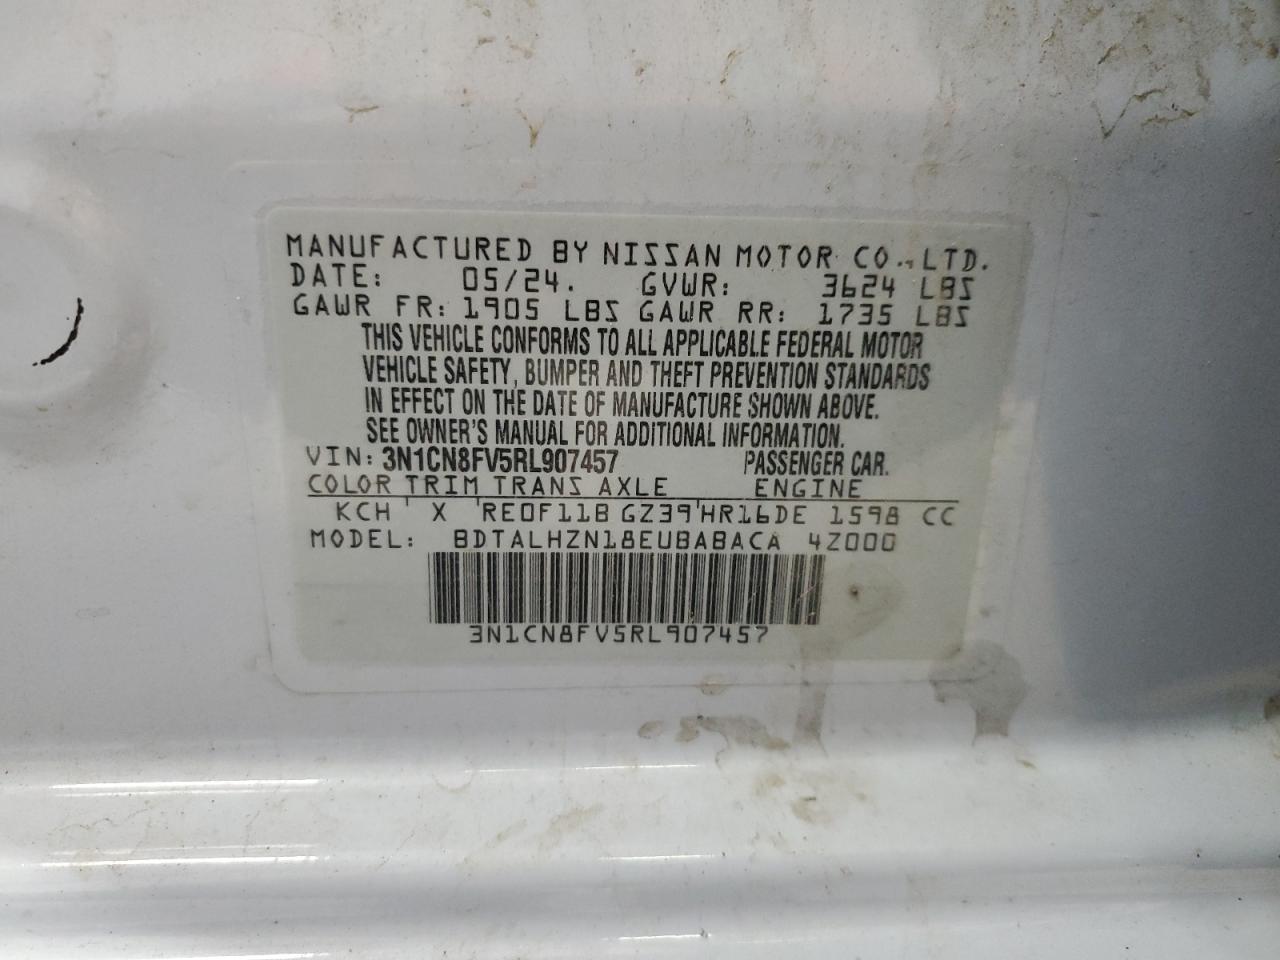 MANUFACTURED BY NISSAN MOTOR CO., LTD.
DATE: 05/24. GVWR: 3624 LBS
GAWR FR: 1905 LBS GAWR RR: 1735 LBS
THIS VEHICLE CONFORMS TO ALL APPLICABLE FEDERAL MOTOR
VEHICLE SAFETY, BUMPER AND THEFT PREVENTION STANDARDS
IN EFFECT ON THE DATE OF MANUFACTURE SHOWN ABOVE.
SEE OWNER'S MANUAL FOR ADDITIONAL INFORMATION.
VIN: 3N1CN8FV5RL907457 PASSENGER CAR.
COLOR TRIM TRANS AXLE ENGINE
KCH X RE0F11B GZ39 HR16DE 1598 CC
MODEL: BDTALHZN18EUBABACA 4Z000
3N1CN8FV5RL907457